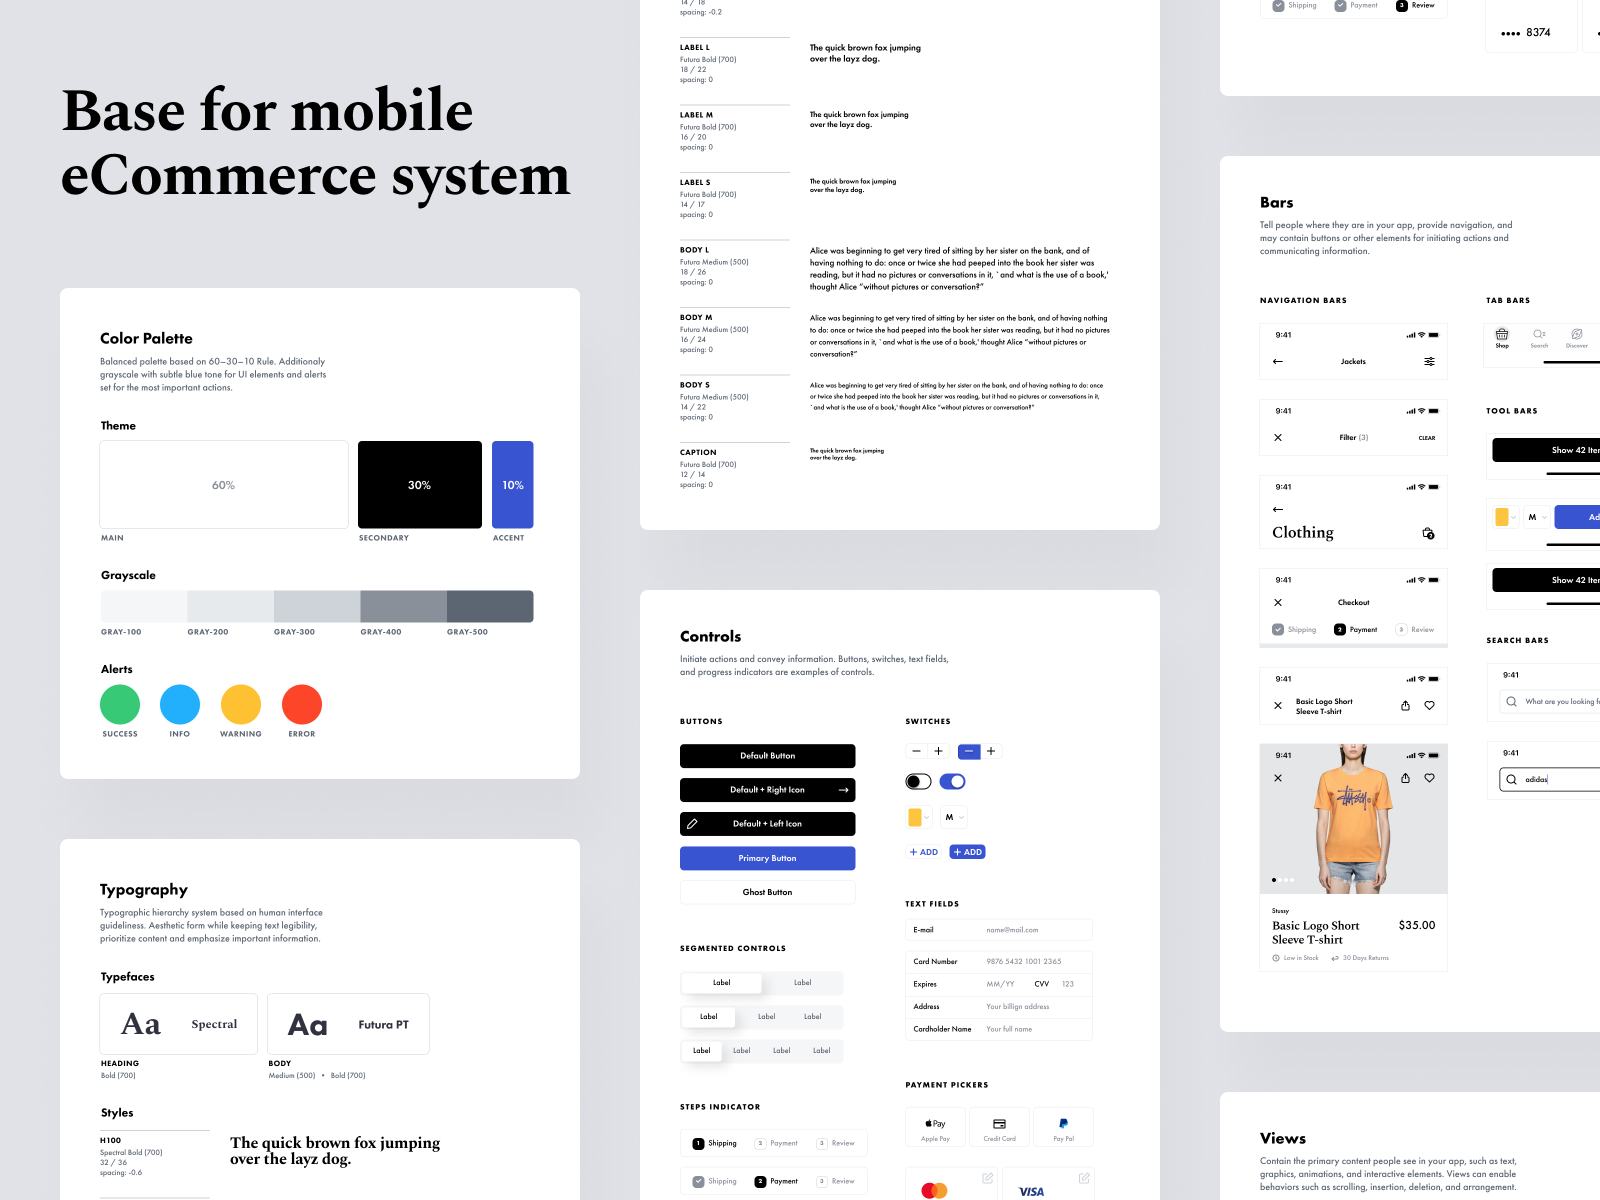 Base for mobile
eCommerce system
Color Palette
Balanced palette based on 60–30–10 Rule. Additionaly
grayscale with subtle blue tone for UI elements and alerts
set for the most important actions.
Theme
60%
30%
10%
MAIN
SECONDARY
ACCENT
Grayscale
GRAY-100
GRAY-200
GRAY-300
GRAY-400
GRAY-500
Alerts
SUCCESS
INFO
WARNING
ERROR
Typography
Typographic hierarchy system based on human interface
guideliness. Aesthetic form while keeping text legibility,
prioritize content and emphasize important information.
Typefaces
Aa Spectral
Aa Futura PT
HEADING
Bold (700)
BODY
Medium (500) • Bold (700)
Styles
H100
Spectral Bold (700)
32 / 36
spacing: -0.6
The quick brown fox jumping
over the layz dog.
14 / 18
spacing: -0.2
LABEL L
Futura Bold (700)
18 / 22
spacing: 0
The quick brown fox jumping
over the layz dog.
LABEL M
Futura Bold (700)
16 / 20
spacing: 0
The quick brown fox jumping
over the layz dog.
LABEL S
Futura Bold (700)
14 / 17
spacing: 0
The quick brown fox jumping
over the layz dog.
BODY L
Futura Medium (500)
18 / 26
spacing: 0
Alice was beginning to get very tired of sitting by her sister on the bank, and of
having nothing to do: once or twice she had peeped into the book her sister was
reading, but it had no pictures or conversations in it, `and what is the use of a book,'
thought Alice “without pictures or conversation?”
BODY M
Futura Medium (500)
16 / 24
spacing: 0
Alice was beginning to get very tired of sitting by her sister on the bank, and of having nothing
to do: once or twice she had peeped into the book her sister was reading, but it had no pictures
or conversations in it, `and what is the use of a book,' thought Alice “without pictures or
conversation?”
BODY S
Futura Medium (500)
14 / 22
spacing: 0
Alice was beginning to get very tired of sitting by her sister on the bank, and of having nothing to do: once
or twice she had peeped into the book her sister was reading, but it had no pictures or conversations in it,
`and what is the use of a book,' thought Alice “without pictures or conversation?”
CAPTION
Futura Bold (700)
12 / 14
spacing: 0
The quick brown fox jumping
over the layz dog.
Controls
Initiate actions and convey information. Buttons, switches, text fields,
and progress indicators are examples of controls.
BUTTONS
Default Button
Default + Right Icon
Default + Left Icon
Primary Button
Ghost Button
SEGMENTED CONTROLS
Label Label
Label Label Label
Label Label Label Label
STEPS INDICATOR
1 Shipping 2 Payment 3 Review
Shipping 2 Payment 3 Review
SWITCHES
M
+ ADD + ADD
TEXT FIELDS
E-mail name@mail.com
Card Number 9876 5432 1001 2365
Expires MM/YY CVV 123
Address Your billign address
Cardholder Name Your full name
PAYMENT PICKERS
Pay
Apple Pay
Credit Card
Pay Pal
VISA
Shipping Payment 3 Review
•••• 8374
Bars
Tell people where they are in your app, provide navigation, and
may contain buttons or other elements for initiating actions and
communicating information.
NAVIGATION BARS
9:41
Jackets
9:41
Filter (3) CLEAR
9:41
Clothing
9:41
Checkout
Shipping 2 Payment 3 Review
9:41
Basic Logo Short
Sleeve T-shirt
9:41
Stussy
Basic Logo Short
Sleeve T-shirt
$35.00
Low in Stock 30 Days Returns
TAB BARS
Shop Search Discover
TOOL BARS
Show 42 Iter
M Ad
Show 42 Iter
SEARCH BARS
9:41
What are you looking f
9:41
adidas
Views
Contain the primary content people see in your app, such as text,
graphics, animations, and interactive elements. Views can enable
behaviors such as scrolling, insertion, deletion, and arrangement.